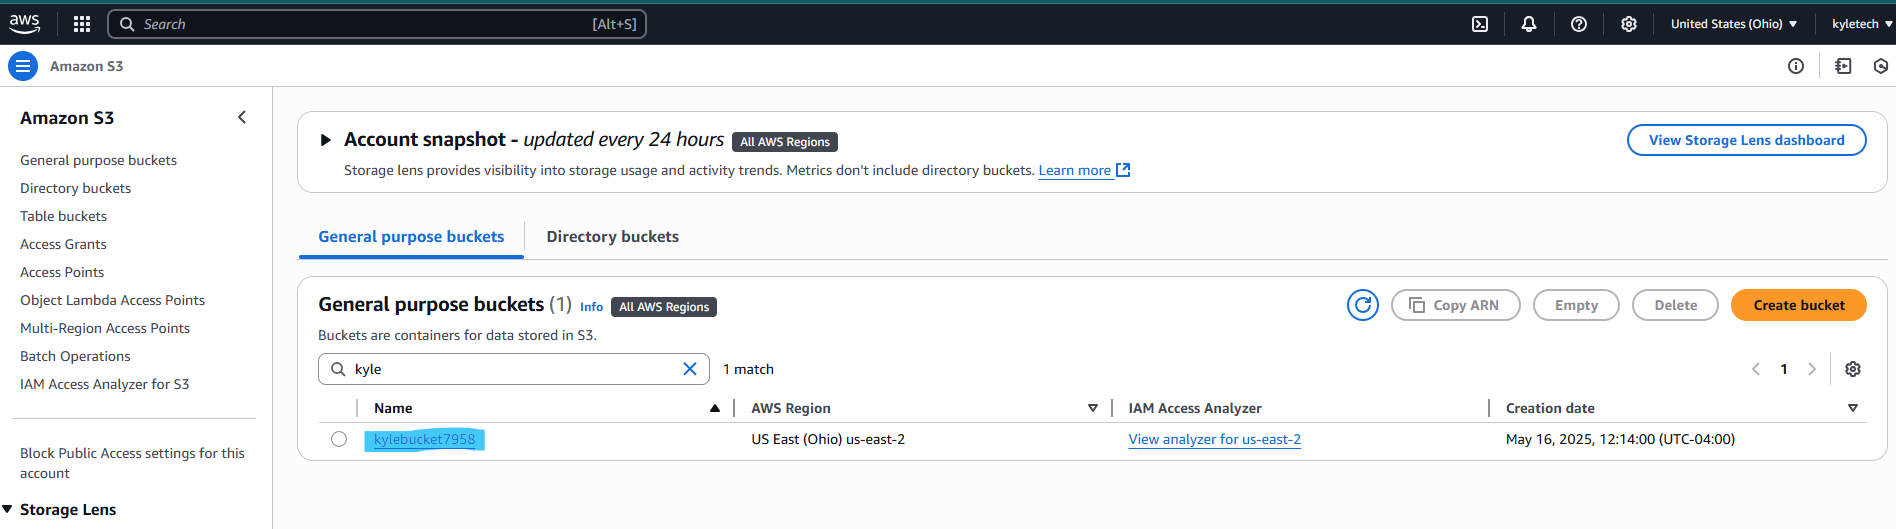 aws Search [Alt+S] United States (Ohio) kyletech
Amazon S3
Amazon S3
General purpose buckets
Directory buckets
Table buckets
Access Grants
Access Points
Object Lambda Access Points
Multi-Region Access Points
Batch Operations
IAM Access Analyzer for S3
Block Public Access settings for this
account
Storage Lens
Account snapshot - updated every 24 hours All AWS Regions View Storage Lens dashboard
Storage lens provides visibility into storage usage and activity trends. Metrics don't include directory buckets. Learn more
General purpose buckets Directory buckets
General purpose buckets (1) Info All AWS Regions Copy ARN Empty Delete Create bucket
Buckets are containers for data stored in S3.
kyle 1 match 1
Name AWS Region IAM Access Analyzer Creation date
kylebucket7958 US East (Ohio) us-east-2 View analyzer for us-east-2 May 16, 2025, 12:14:00 (UTC-04:00)